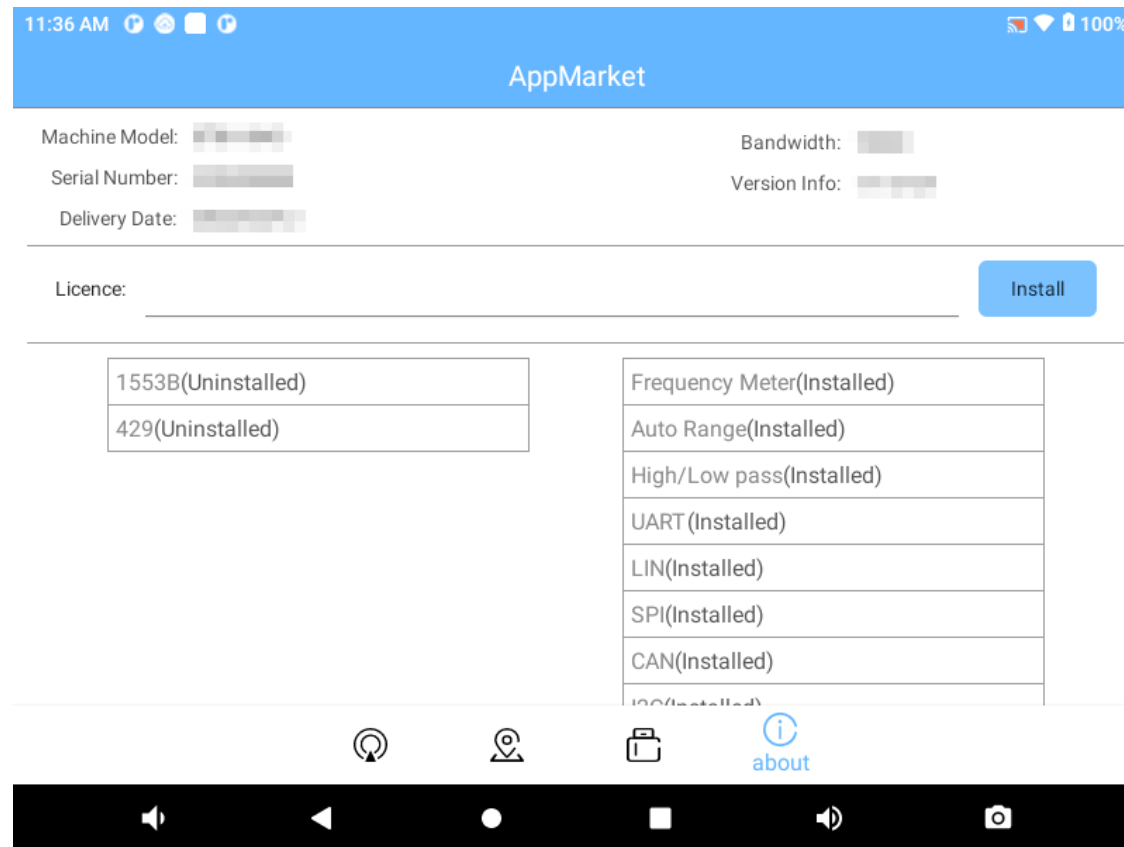 11:36 AM 100%
AppMarket
Machine Model:
Bandwidth:
Serial Number:
Version Info:
Delivery Date:
Licence:
Install
1553B(Uninstalled)
429(Uninstalled)
Frequency Meter(Installed)
Auto Range(Installed)
High/Low pass(Installed)
UART(Installed)
LIN(Installed)
SPI(Installed)
CAN(Installed)
I2C(Installed)
about